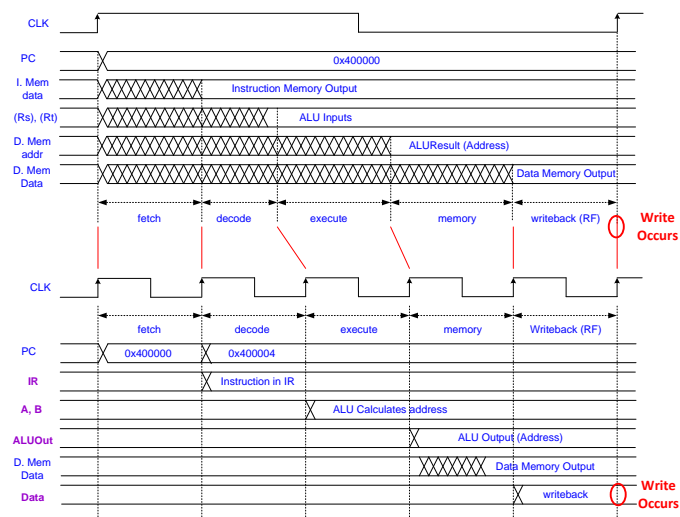 CLK
PC
0x400000
I. Mem
data
Instruction Memory Output
(Rs), (Rt)
ALU Inputs
D. Mem
addr
ALUResult (Address)
D. Mem
Data
Data Memory Output
fetch
decode
execute
memory
writeback (RF)
Write
Occurs
CLK
fetch
decode
execute
memory
Writeback (RF)
PC
0x400000
0x400004
IR
Instruction in IR
A, B
ALU Calculates address
ALUOut
ALU Output (Address)
D. Mem
Data
Data Memory Output
Data
writeback
Write
Occurs